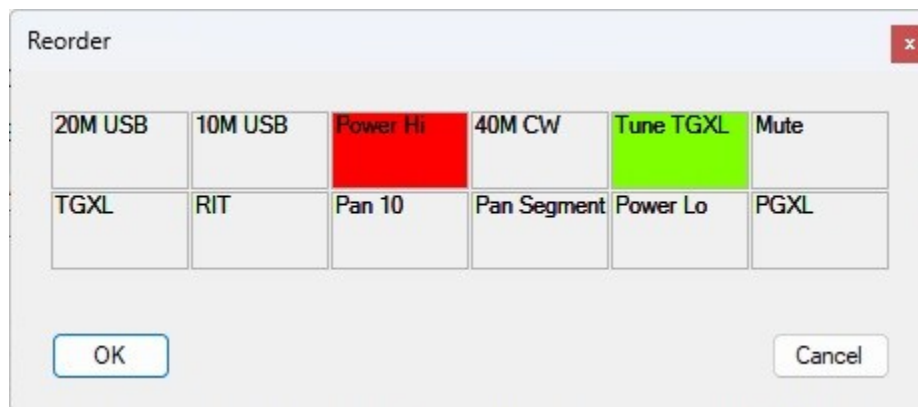 Reorder
x
20M USB 10M USB Power Hi 40M CW Tune TGXL Mute
TGXL RIT Pan 10 Pan Segment Power Lo PGXL
OK Cancel